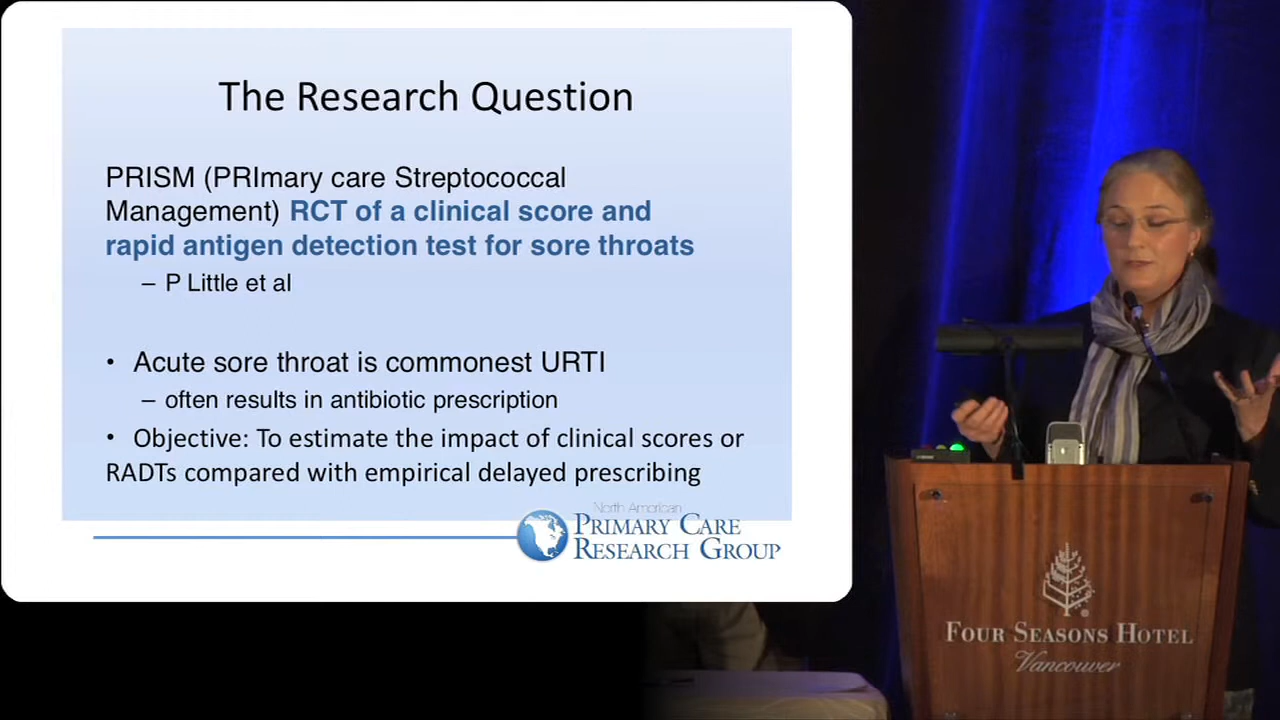 The Research Question
PRISM (PRImary care Streptococcal
Management) RCT of a clinical score and
rapid antigen detection test for sore throats
– P Little et al
• Acute sore throat is commonest URTI
– often results in antibiotic prescription
• Objective: To estimate the impact of clinical scores or
RADTs compared with empirical delayed prescribing
North American
PRIMARY CARE
RESEARCH GROUP
FOUR SEASONS HOTEL
Vancouver